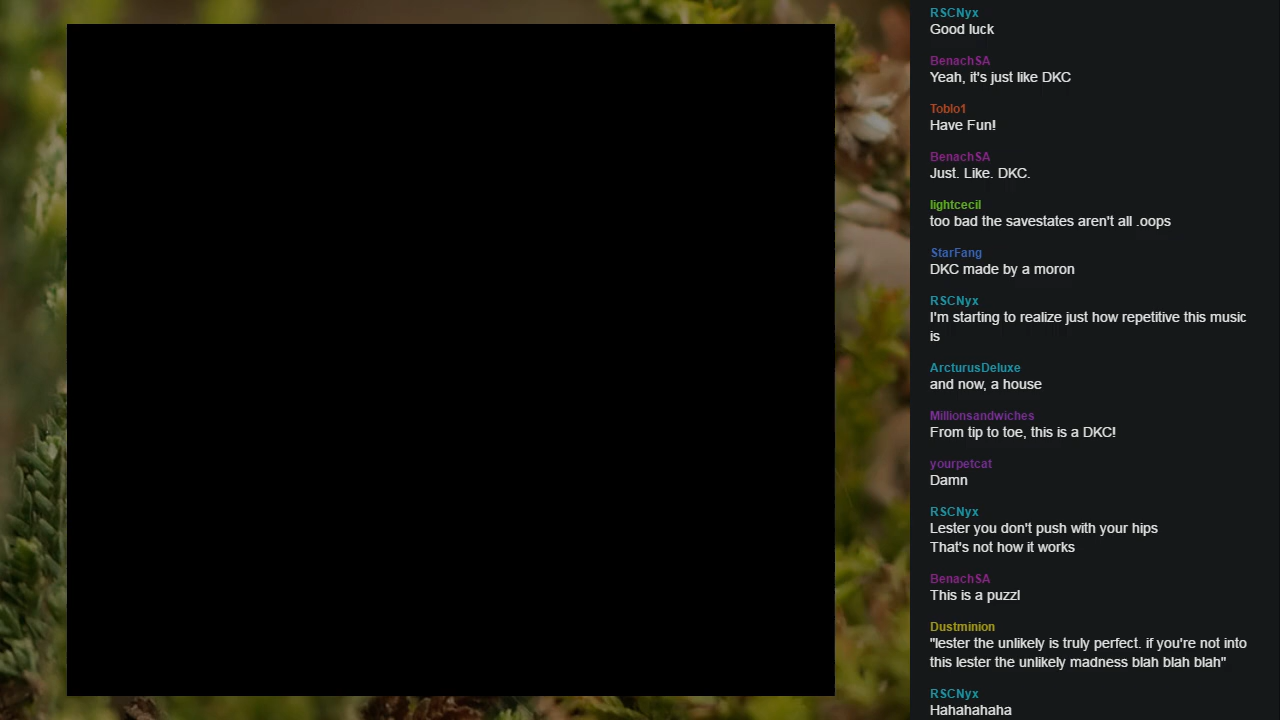 RSCNyx
Good luck
BenachSA
Yeah, it's just like DKC
Toblo1
Have Fun!
BenachSA
Just. Like. DKC.
lightcecil
too bad the savestates aren't all .oops
StarFang
DKC made by a moron
RSCNyx
I'm starting to realize just how repetitive this music
is
ArcturusDeluxe
and now, a house
Millionsandwiches
From tip to toe, this is a DKC!
yourpetcat
Damn
RSCNyx
Lester you don't push with your hips
That's not how it works
BenachSA
This is a puzzl
Dustminion
"lester the unlikely is truly perfect. if you're not into
this lester the unlikely madness blah blah blah"
RSCNyx
Hahahahaha